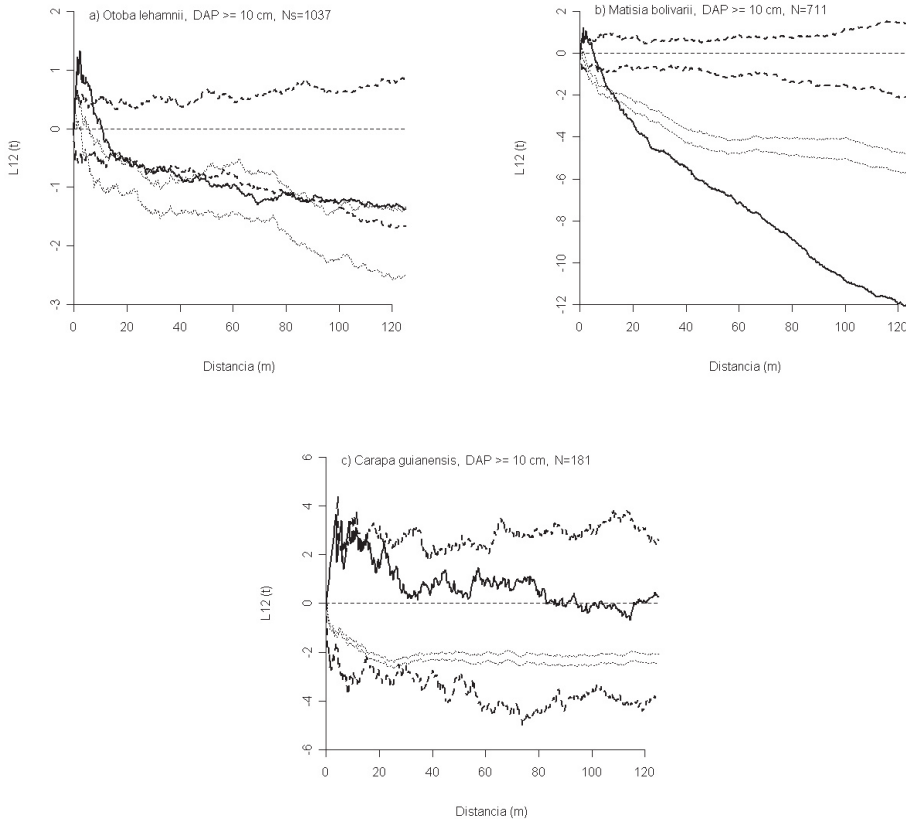 a) Otoba lehamnii, DAP >= 10 cm, Ns=1037
L12 (t)
2
1
0
-1
-2
-3
0 20 40 60 80 100 120
Distancia (m)
b) Matisia bolivarii, DAP >= 10 cm, N=711
L12 (t)
2
0
-2
-4
-6
-8
-10
-12
0 20 40 60 80 100 120
Distancia (m)
c) Carapa guianensis, DAP >= 10 cm, N=181
L12 (t)
6
4
2
0
-2
-4
-6
0 20 40 60 80 100 120
Distancia (m)